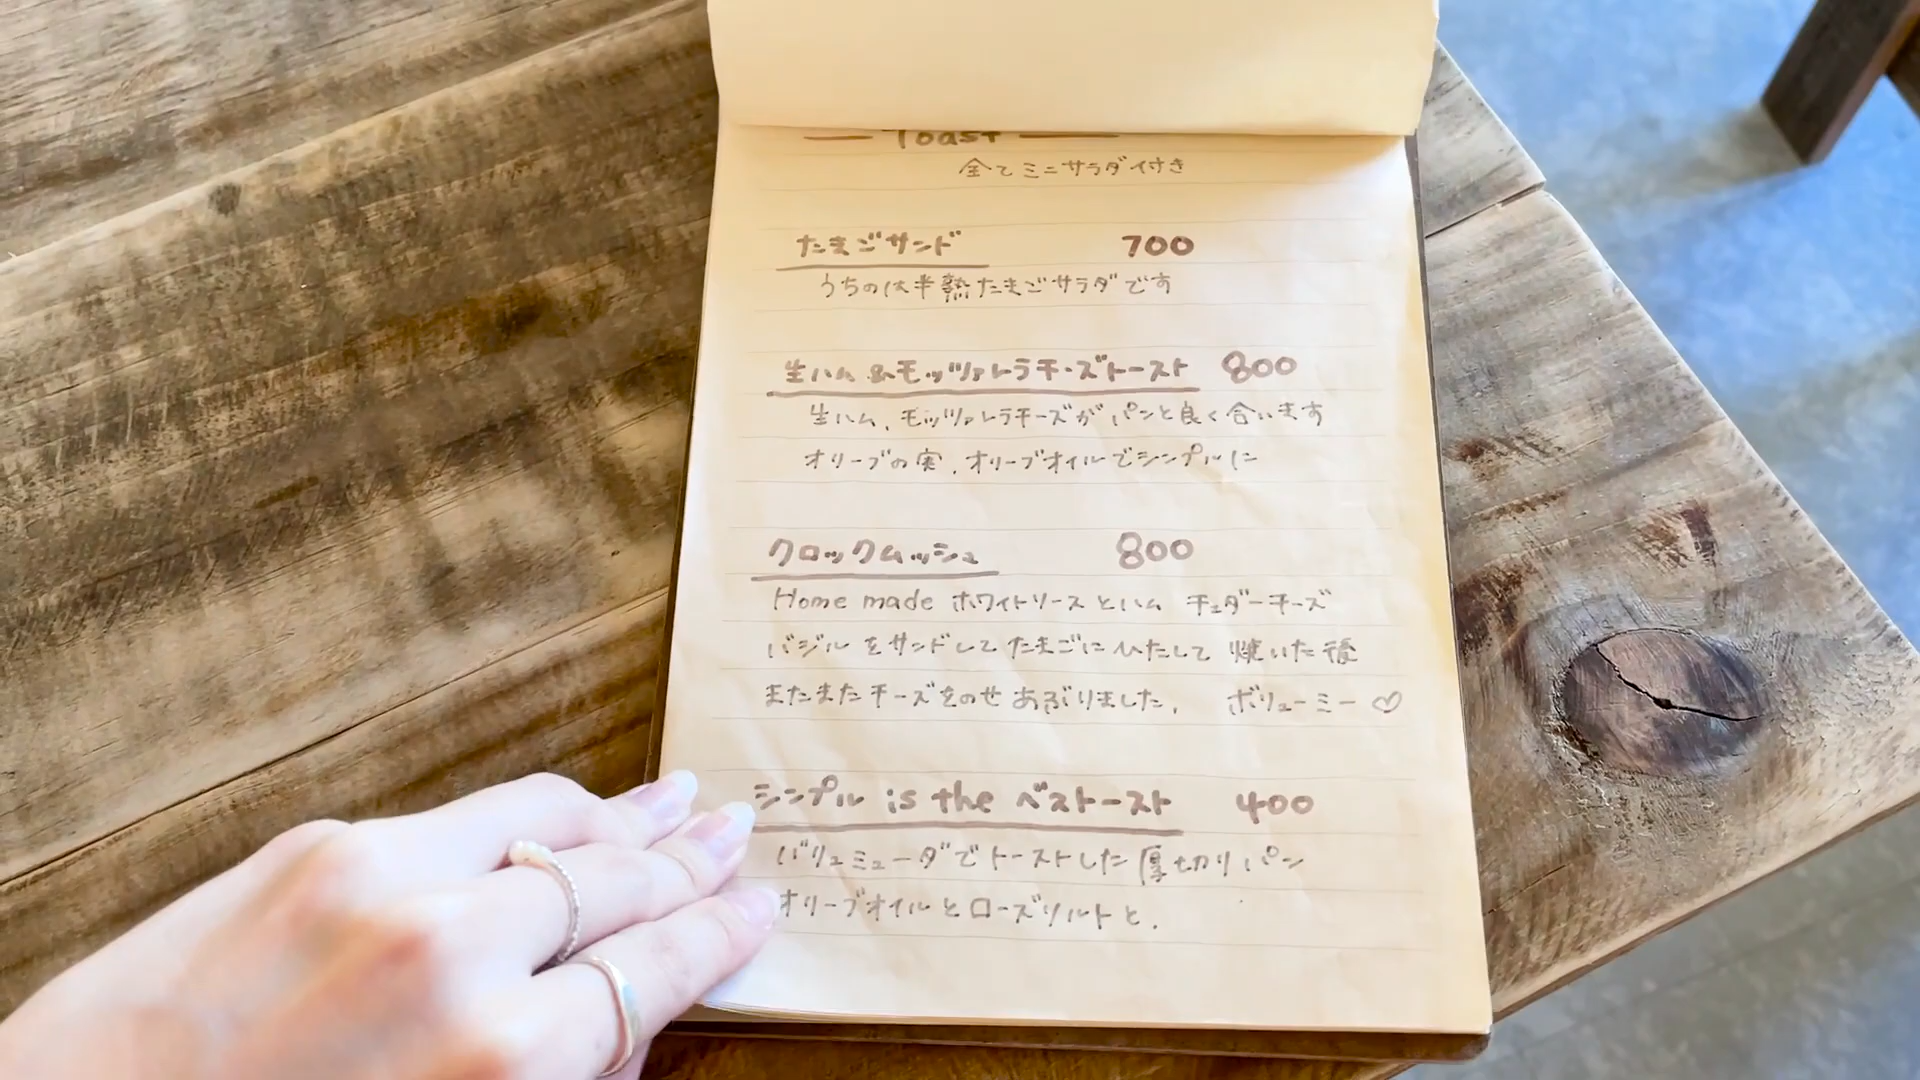 Toast
全てミニサラダ付き
たまごサンド 700
うちのは半熟たまごサラダです
生ハム&モッツァレラチーズトースト 800
生ハム、モッツァレラチーズがパンと良く合います
オリーブの実、オリーブオイルでシンプルに
クロックムッシュ 800
Home made ホワイトソースとハム チェダーチーズ
バジルをサンドしてたまごにひたして 焼いた後
またまたチーズをのせあぶりました。 ボリューミー♡
シンプル is the ベストースト 400
バリュミューダでトーストした厚切りパン
オリーブオイルとローズソルトと.